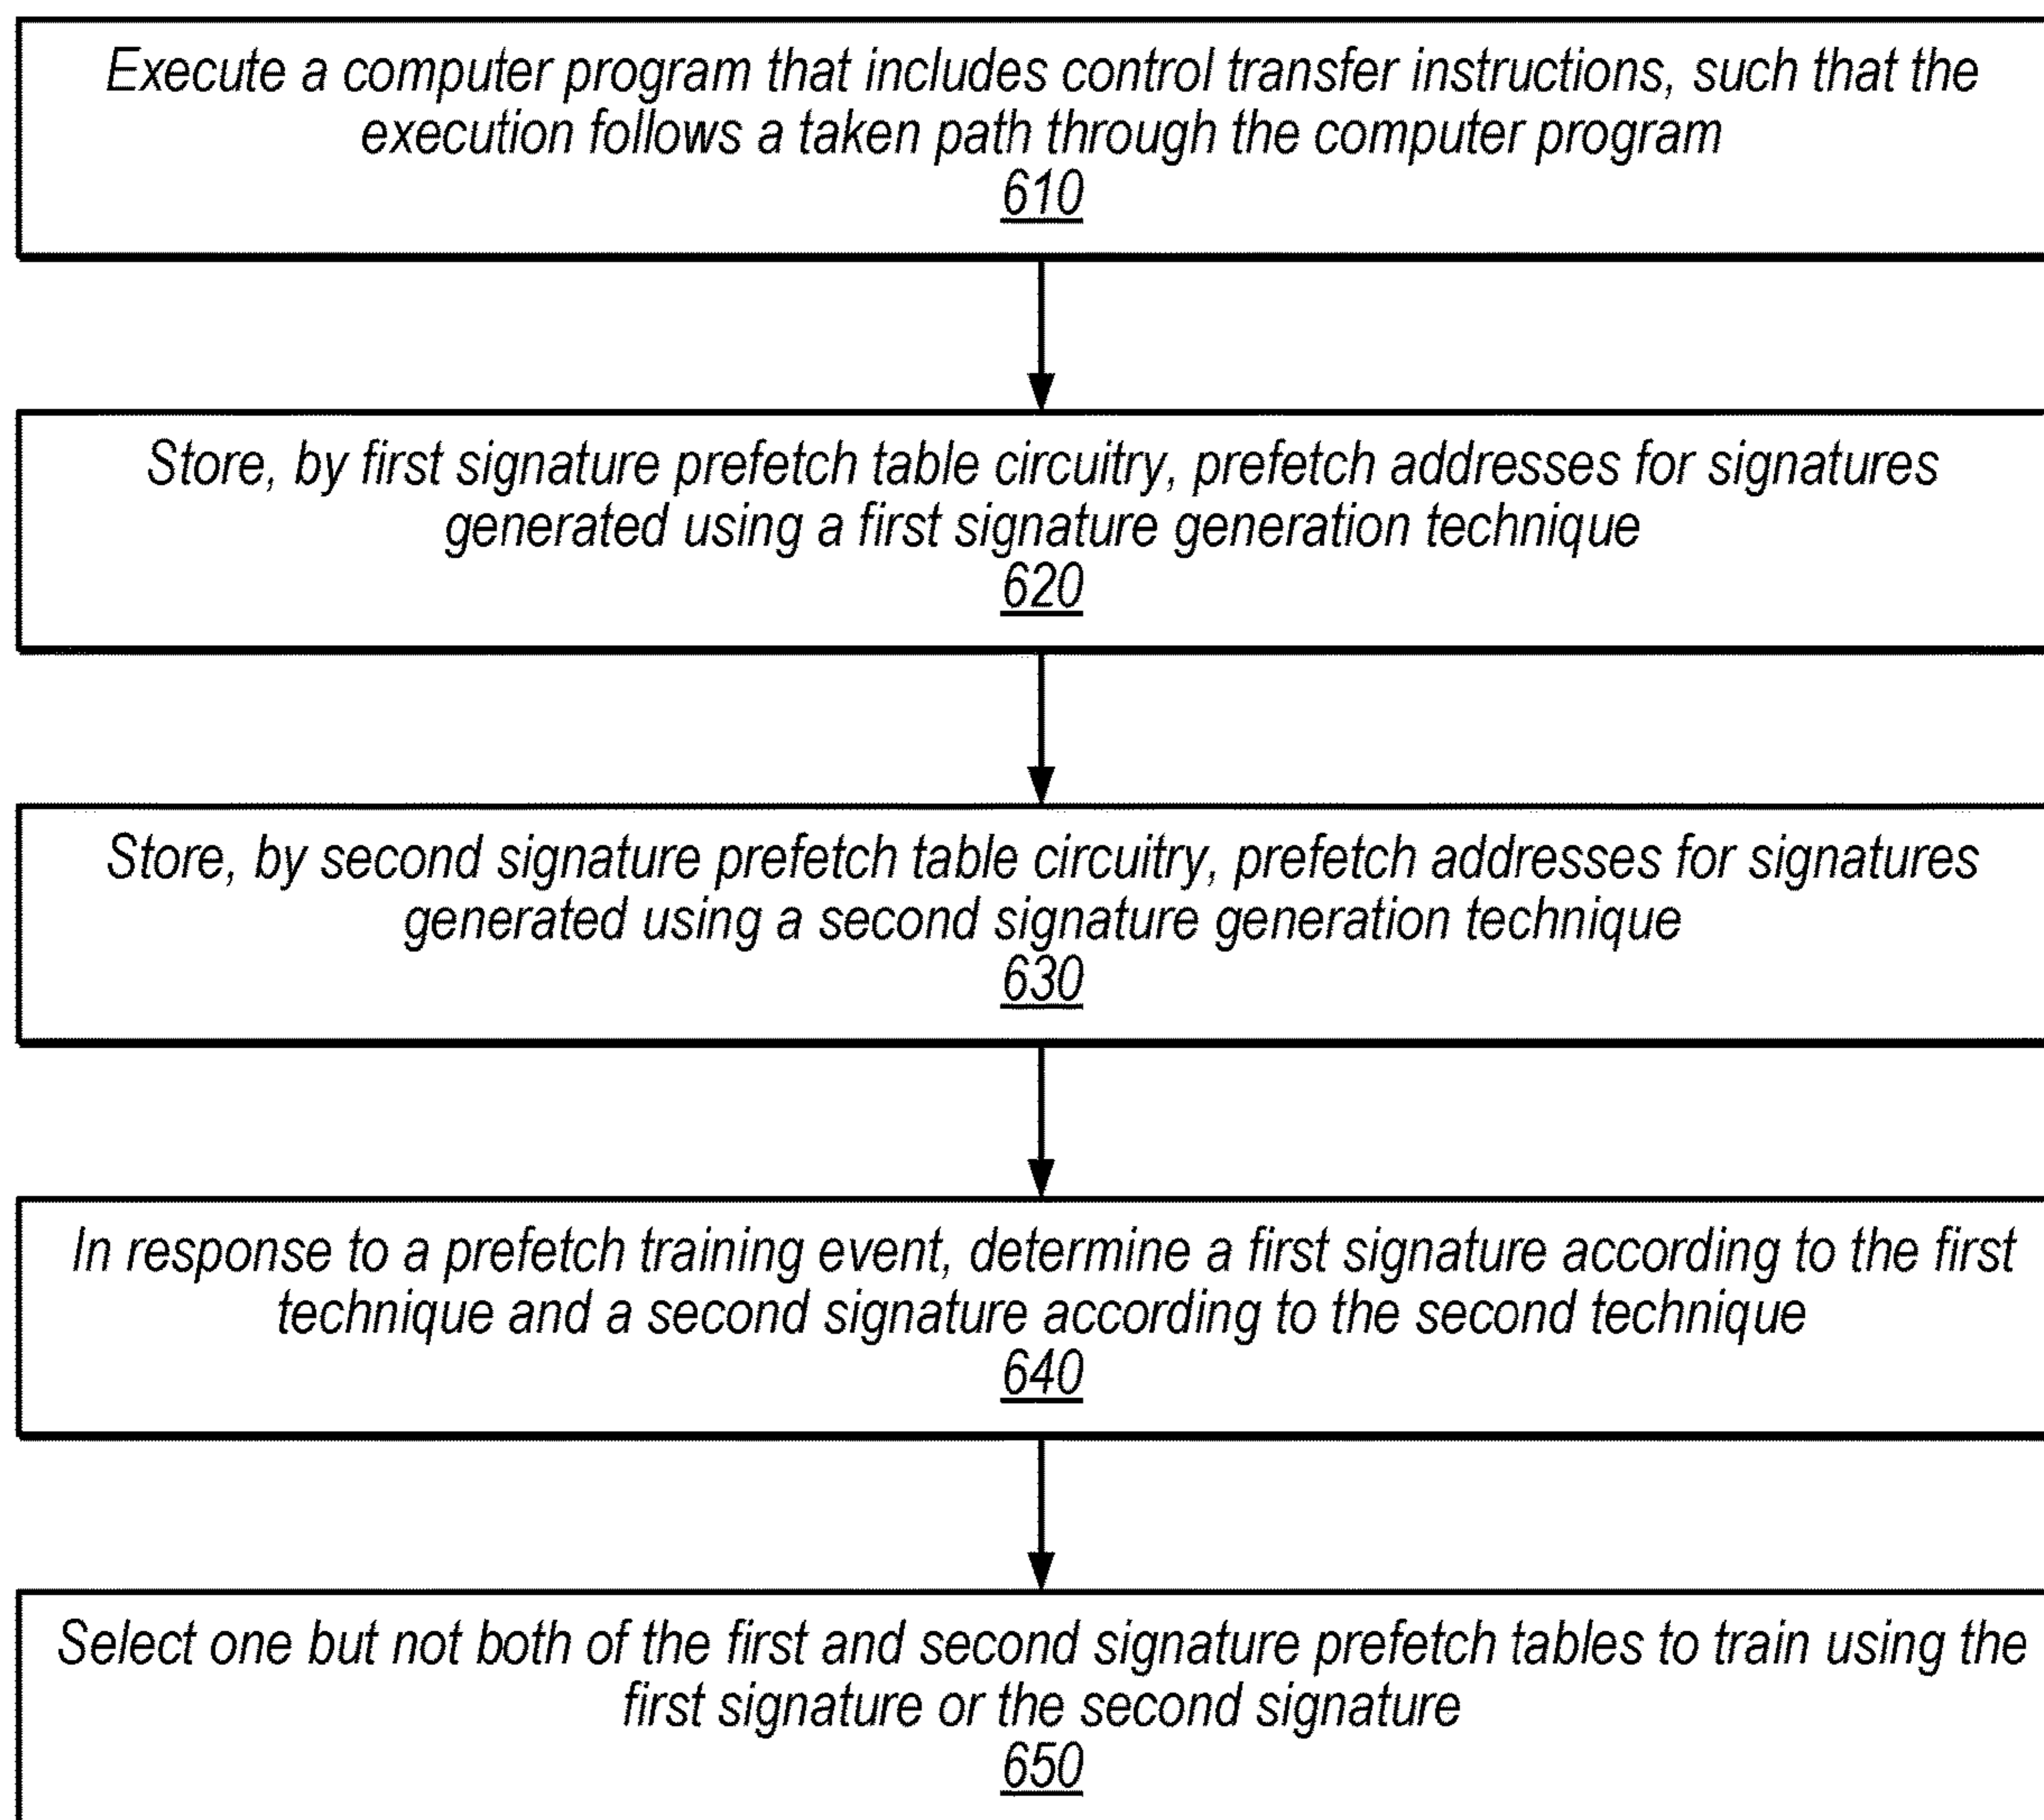 Execute a computer program that includes control transfer instructions, such that the
execution follows a taken path through the computer program
610
Store, by first signature prefetch table circuitry, prefetch addresses for signatures
generated using a first signature generation technique
620
Store, by second signature prefetch table circuitry, prefetch addresses for signatures
generated using a second signature generation technique
630
In response to a prefetch training event, determine a first signature according to the first
technique and a second signature according to the second technique
640
Select one but not both of the first and second signature prefetch tables to train using the
first signature or the second signature
650